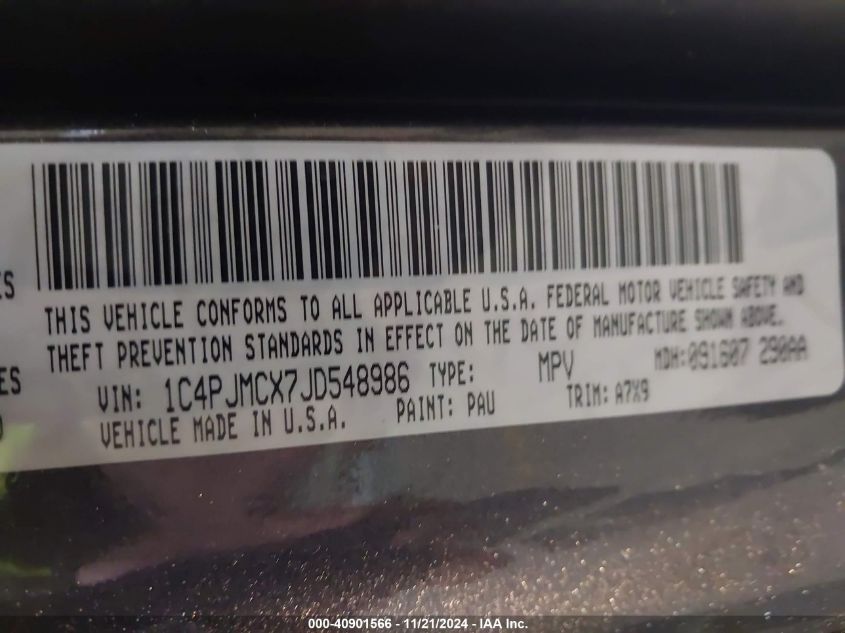 THIS VEHICLE CONFORMS TO ALL APPLICABLE U.S.A. FEDERAL MOTOR VEHICLE SAFETY AND
ES
THEFT PREVENTION STANDARDS IN EFFECT ON THE DATE OF MANUFACTURE SHOWN ABOVE.
ES
VIN: 1C4PJMCX7JD548986 TYPE: MPV MDH:091607 290AA
VEHICLE MADE IN U.S.A. PAINT: PAU TRIM: A7X9
000-40901566 - 11/21/2024 - IAA Inc.